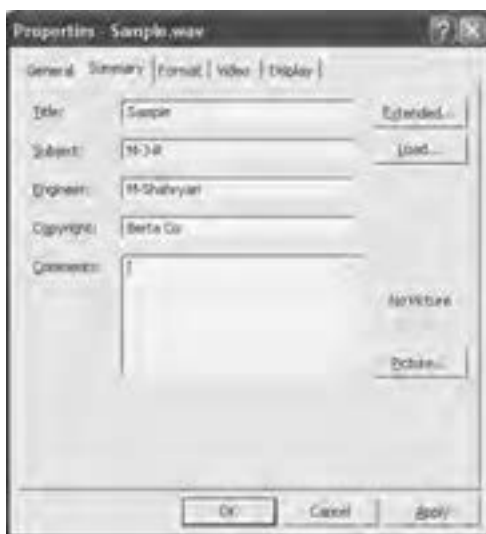 Properties - Sample.wav
General Summary Format Video Display
Title: Sample Extended...
Subject: Load...
Engineer: M-Shahryari
Copyright: Berta Co
Comments:
No Picture
Picture...
OK Cancel Apply